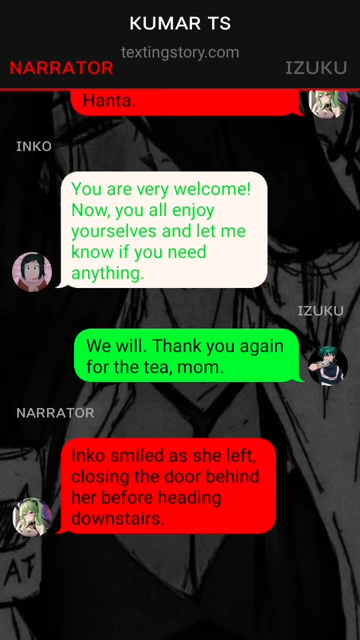 KUMAR TS
textingstory.com
NARRATOR
IZUKU
Hanta.
INKO
You are very welcome!
Now, you all enjoy
yourselves and let me
know if you need
anything.
IZUKU
We will. Thank you again
for the tea, mom.
NARRATOR
Inko smiled as she left,
closing the door behind
her before heading
downstairs.
AT